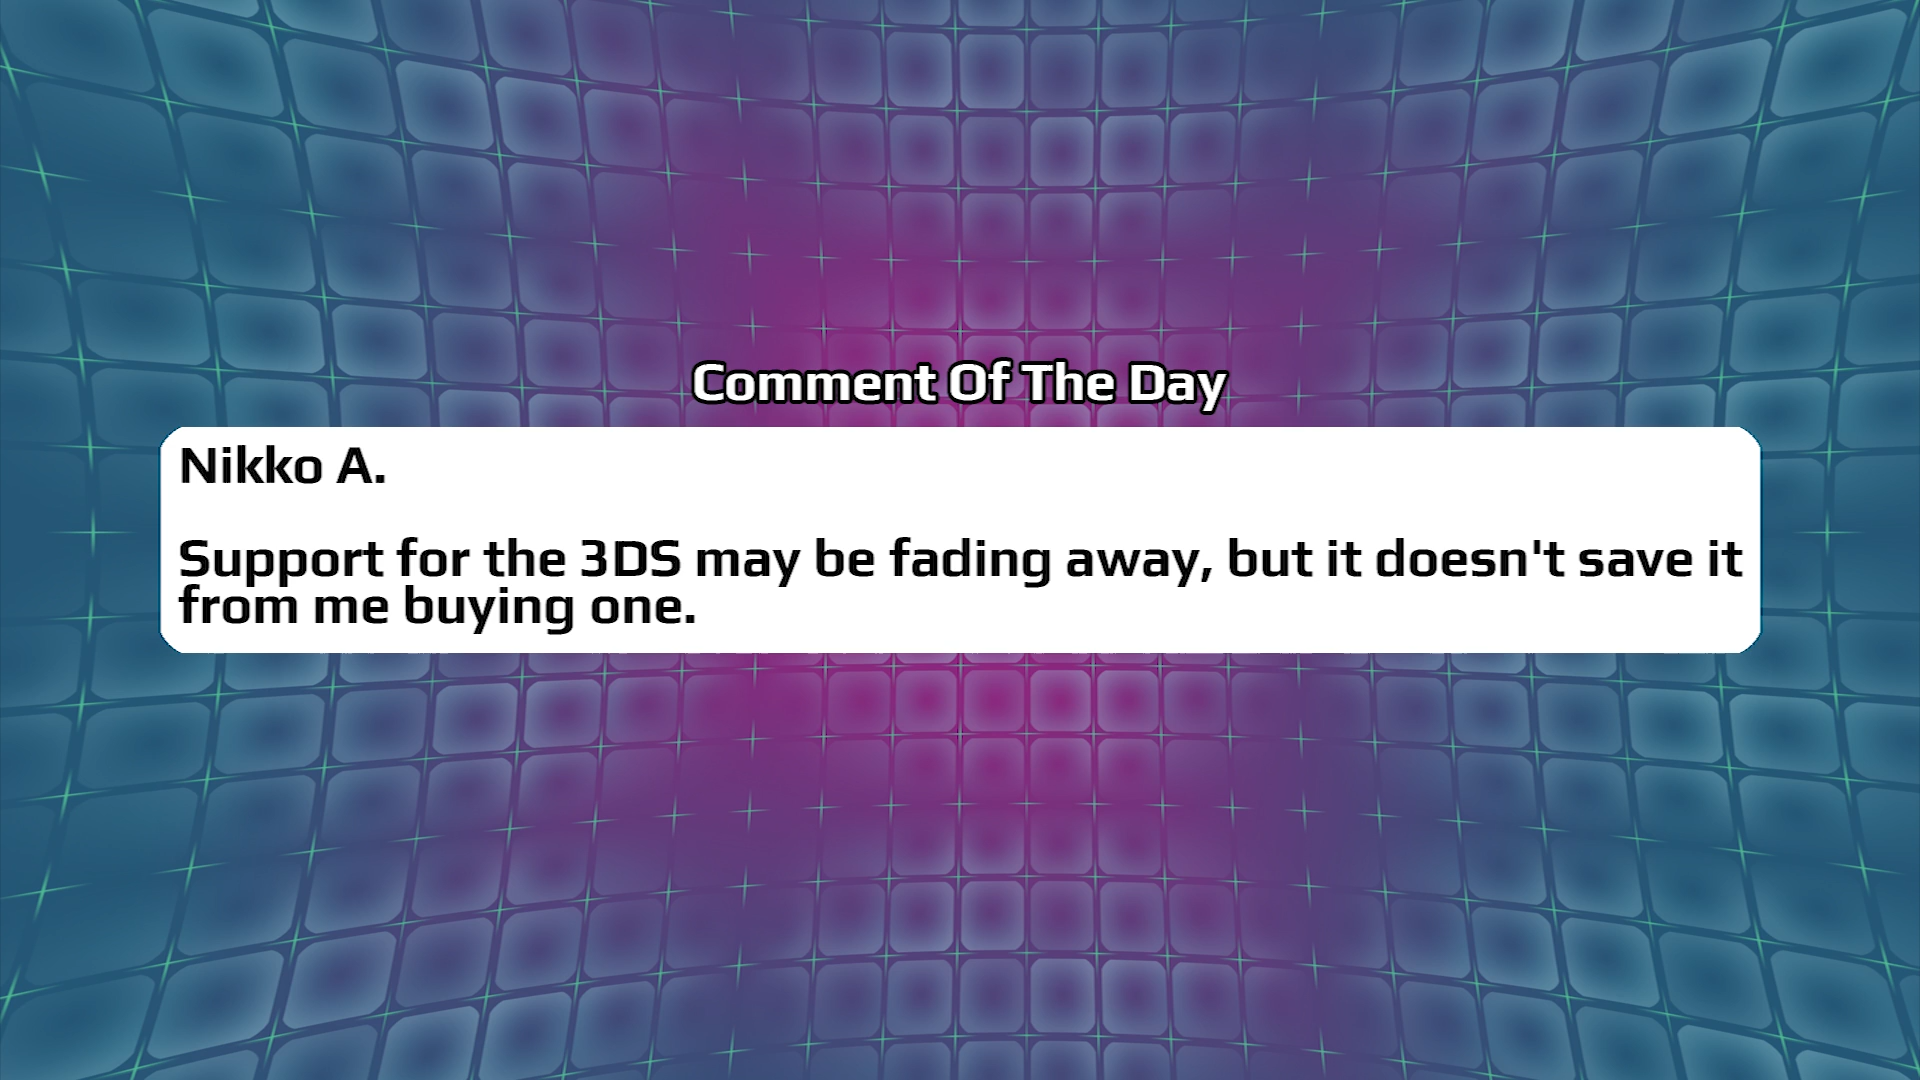 Comment Of The Day
Nikko A.
Support for the 3DS may be fading away, but it doesn't save it
from me buying one.